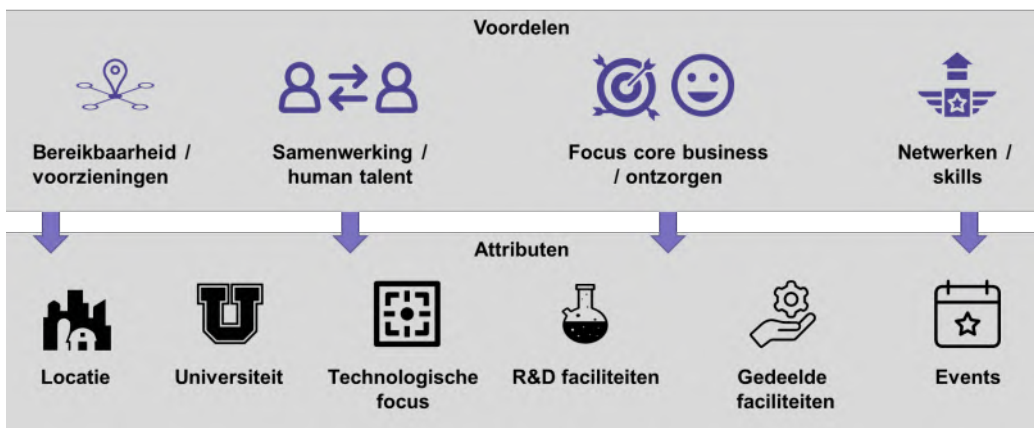 Voordelen
Bereikbaarheid /
voorzieningen
Samenwerking /
human talent
Focus core business
/ ontzorgen
Netwerken /
skills
Attributen
Locatie
U
Universiteit
Technologische
focus
R&D faciliteiten
Gedeelde
faciliteiten
Events